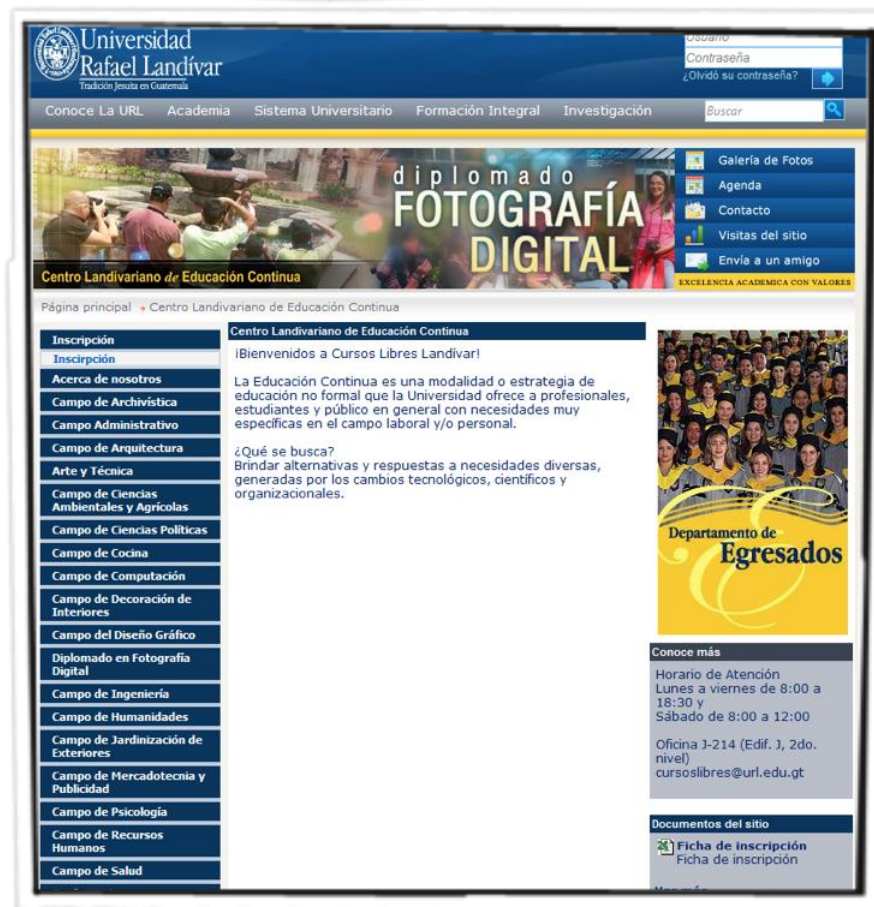 Universidad
Rafael Landívar
Tradición Jesuita en Guatemala
Usuario
Contraseña
¿Olvidó su contraseña?
Conoce La URL Academia Sistema Universitario Formación Integral Investigación Buscar
diplomado
FOTOGRAFÍA
DIGITAL
Centro Landivariano de Educación Continua
Galería de Fotos
Agenda
Contacto
Visitas del sitio
Envía a un amigo
EXCELENCIA ACADEMICA CON VALORES
Página principal Centro Landivariano de Educación Continua
Inscripción
Inscirpción
Acerca de nosotros
Campo de Archivística
Campo Administrativo
Campo de Arquitectura
Arte y Técnica
Campo de Ciencias
Ambientales y Agrícolas
Campo de Ciencias Políticas
Campo de Cocina
Campo de Computación
Campo de Decoración de
Interiores
Campo del Diseño Gráfico
Diplomado en Fotografía
Digital
Campo de Ingeniería
Campo de Humanidades
Campo de Jardinización de
Exteriores
Campo de Mercadotecnia y
Publicidad
Campo de Psicología
Campo de Recursos
Humanos
Campo de Salud
Centro Landivariano de Educación Continua
¡Bienvenidos a Cursos Libres Landívar!
La Educación Continua es una modalidad o estrategia de
educación no formal que la Universidad ofrece a profesionales,
estudiantes y público en general con necesidades muy
específicas en el campo laboral y/o personal.
¿Qué se busca?
Brindar alternativas y respuestas a necesidades diversas,
generadas por los cambios tecnológicos, científicos y
organizacionales.
Departamento de
Egresados
Conoce más
Horario de Atención
Lunes a viernes de 8:00 a
18:30 y
Sábado de 8:00 a 12:00
Oficina J-214 (Edif. J, 2do.
nivel)
cursoslibres@url.edu.gt
Documentos del sitio
Ficha de inscripción
Ficha de inscripción